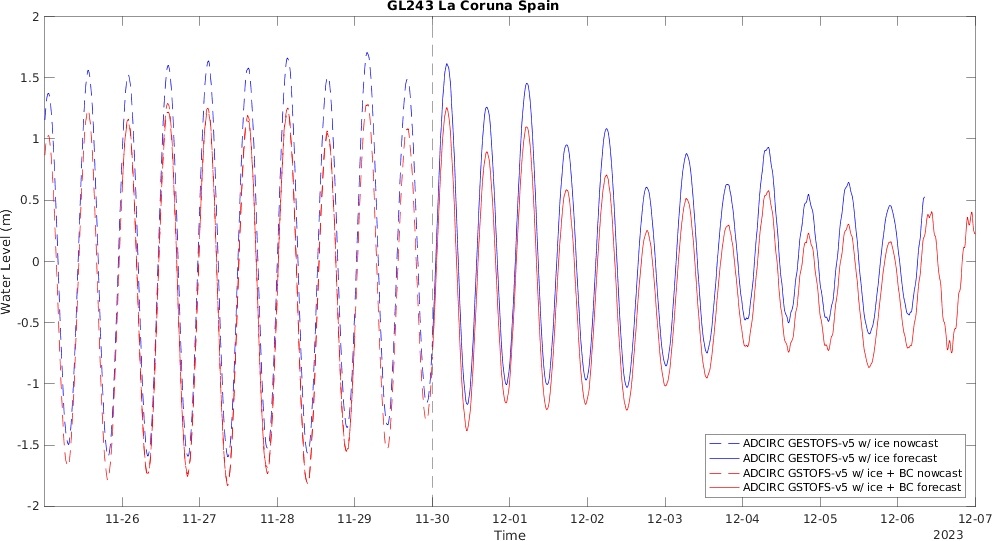 GL243 La Coruna Spain
2
1.5
1
0.5
0
-0.5
-1
-1.5
-2
Water Level (m)
11-26 11-27 11-28 11-29 11-30 12-01 12-02 12-03 12-04 12-05 12-06 12-07
Time
2023
ADCIRC GESTOFS-v5 w/ ice nowcast
ADCIRC GESTOFS-v5 w/ ice forecast
ADCIRC GSTOFS-v5 w/ ice + BC nowcast
ADCIRC GSTOFS-v5 w/ ice + BC forecast